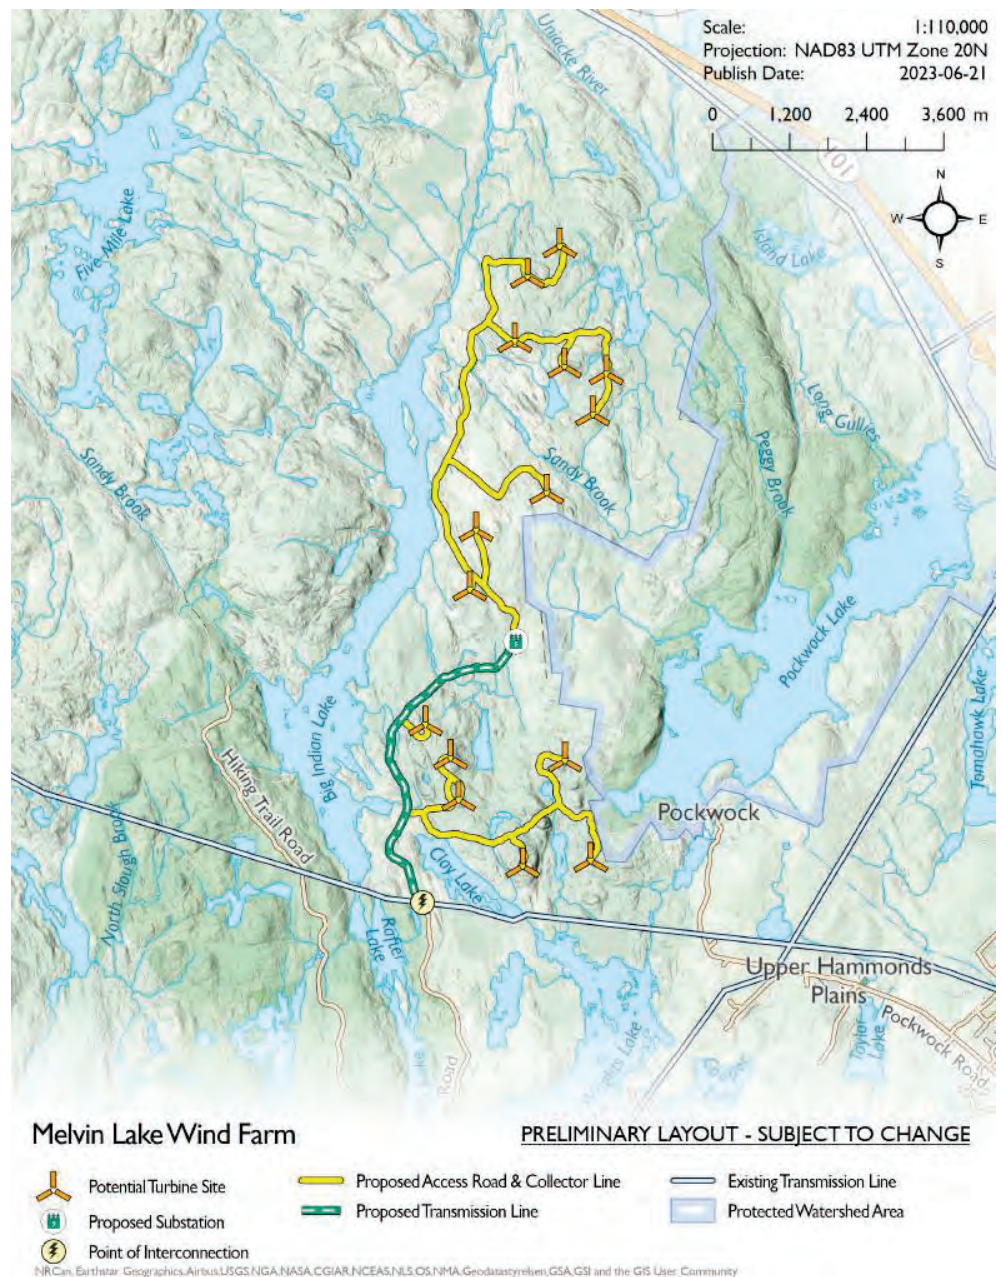 Scale: 1:110,000
Projection: NAD83 UTM Zone 20N
Publish Date: 2023-06-21
0 1,200 2,400 3,600 m
N
W E
S
101
Uniacke River
Five Mile Lake
Island Lake
Long Gullies
Peggy Brook
Sandy Brook
Sandy Brook
Pockwock Lake
Tomahawk Lake
Big Indian Lake
Hiking Trail Road
North Slough Brook
Pockwock
Clay Lake
Rafter
Lake
Upper Hammonds
Plains
Taylor
Lake
Pockwock Road
Road
Lake
Melvin Lake Wind Farm
PRELIMINARY LAYOUT - SUBJECT TO CHANGE
Potential Turbine Site
Proposed Substation
Point of Interconnection
Proposed Access Road & Collector Line
Proposed Transmission Line
Existing Transmission Line
Protected Watershed Area
NRCan, Earthstar Geographics, Airbus,USGS,NGA,NASA,CGIAR,NCEAS,NLS,OS,NMA,Geodatastyrelsen,GSA,GSI and the GIS User Community